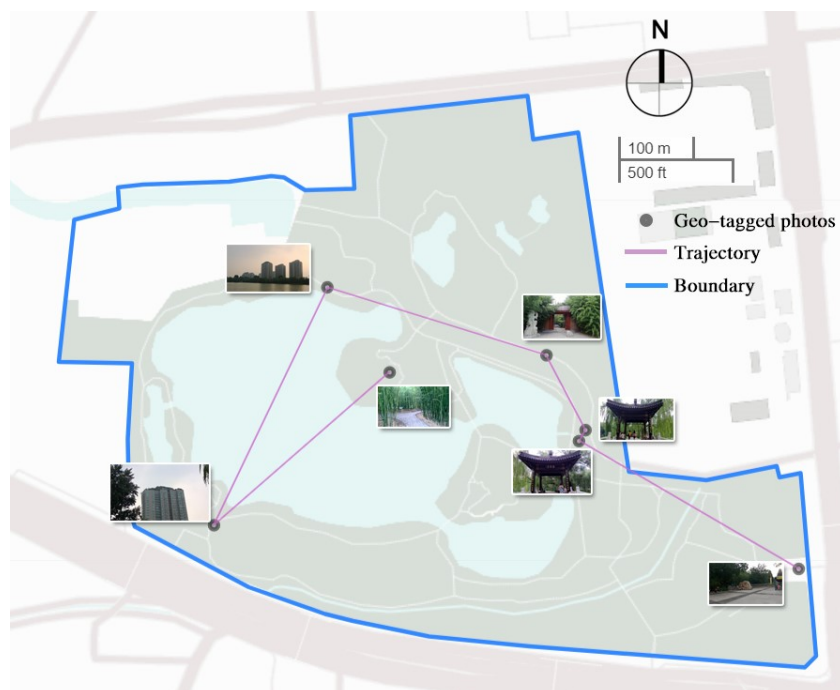 N
100 m
500 ft
Geo-tagged photos
Trajectory
Boundary